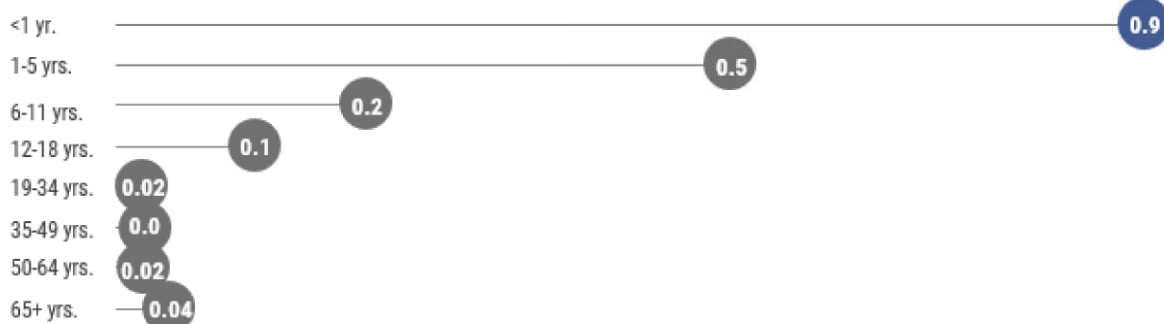 <1 yr. 0.9
1-5 yrs. 0.5
6-11 yrs. 0.2
12-18 yrs. 0.1
19-34 yrs. 0.02
35-49 yrs. 0.0
50-64 yrs. 0.02
65+ yrs. 0.04